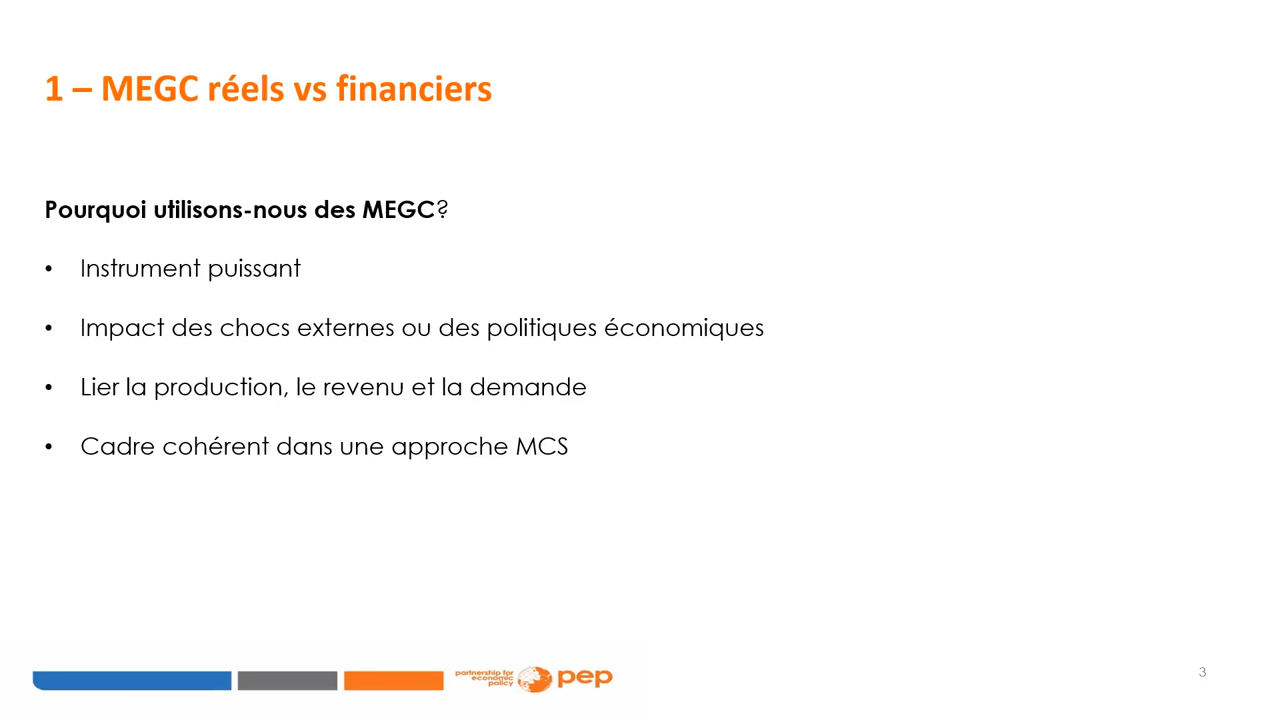 1 – MEGC réels vs financiers
Pourquoi utilisons-nous des MEGC?
• Instrument puissant
• Impact des chocs externes ou des politiques économiques
• Lier la production, le revenu et la demande
• Cadre cohérent dans une approche MCS
partnership for
economic
policy
pep
3